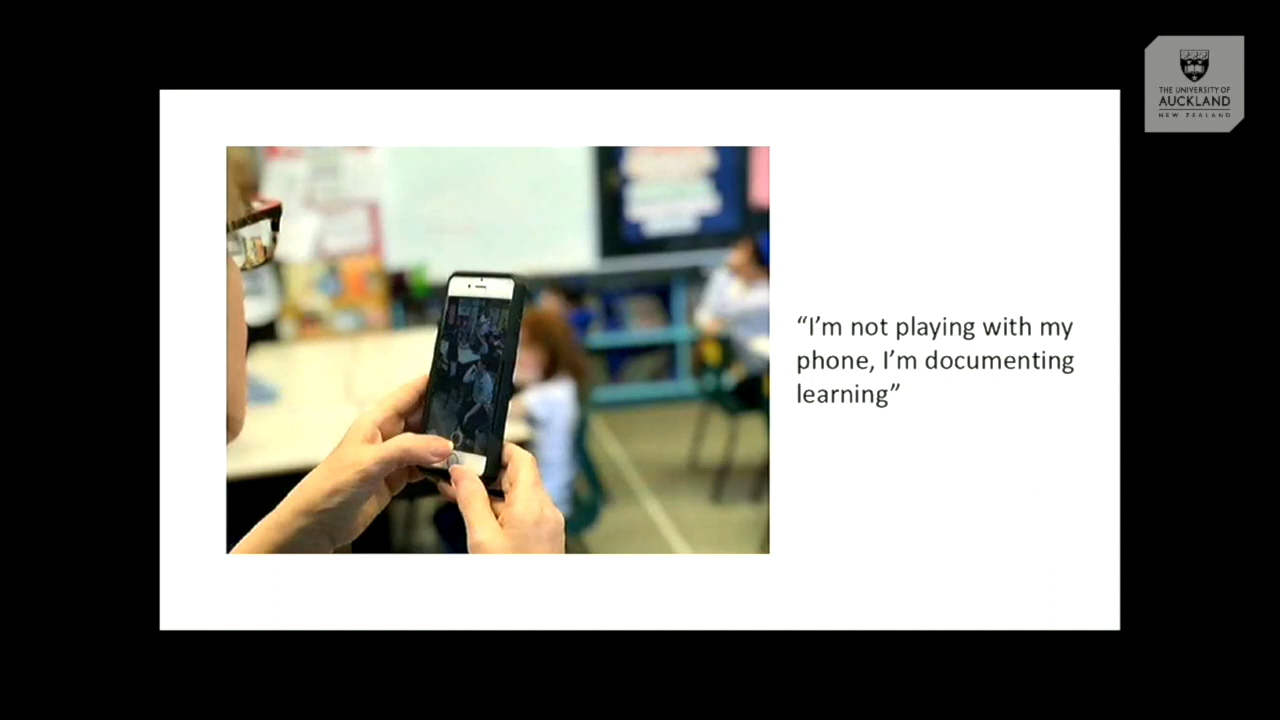 THE UNIVERSITY OF
AUCKLAND
NEW ZEALAND
“I’m not playing with my
phone, I’m documenting
learning”